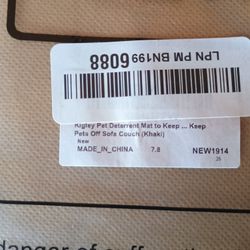 LPN PM BN199 6088
Kigley Pet Deterrent Mat to Keep ... Keep
Pets Off Sofa Couch (Khaki)
New
MADE_IN_CHINA 7.8 NEW1914
danger of suffocation